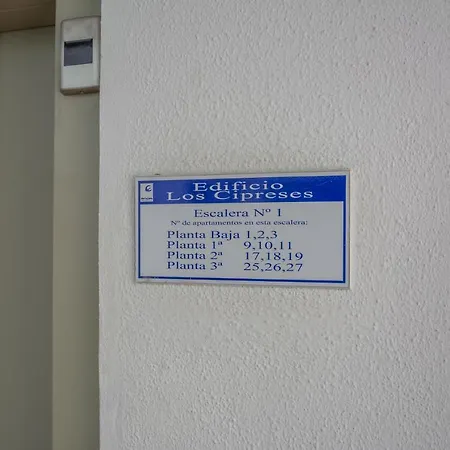 Edificio
Los Cipreses
Escalera Nº 1
Nº de apartamentos en esta escalera:
Planta Baja 1,2,3
Planta 1ª 9,10,11
Planta 2ª 17,18,19
Planta 3ª 25,26,27